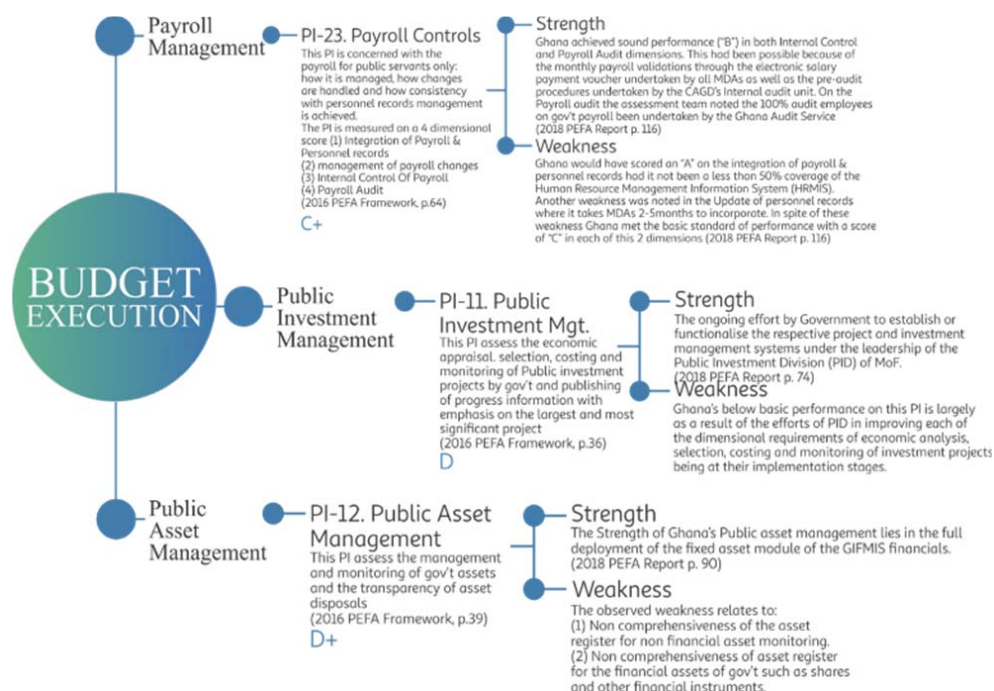 BUDGET
EXECUTION
Payroll
Management
PI-23. Payroll Controls
This PI is concerned with the
payroll for public servants only:
how it is managed, how changes
are handled and how consistency
with personnel records management
is achieved.
The PI is measured on a 4 dimensional
score (1) Integration of Payroll &
Personnel records
(2) management of payroll changes
(3) Internal Control Of Payroll
(4) Payroll Audit
(2016 PEFA Framework, p.64)
C+
Strength
Ghana achieved sound performance ("B") in both Internal Control
and Payroll Audit dimensions. This had been possible because of
the monthly payroll validations through the electronic salary
payment voucher undertaken by all MDAs as well as the pre-audit
procedures undertaken by the CAGD's Internal audit unit. On the
Payroll audit the assessment team noted the 100% audit employees
on gov't payroll been undertaken by the Ghana Audit Service
(2018 PEFA Report p. 116)
Weakness
Ghana would have scored an "A" on the integration of payroll &
personnel records had it not been a less than 50% coverage of the
Human Resource Management Information System (HRMIS).
Another weakness was noted in the Update of personnel records
where it takes MDAs 2-5months to incorporate. In spite of these
weakness Ghana met the basic standard of performance with a score
of "C" in each of this 2 dimensions (2018 PEFA Report p. 116)
Public
Investment
Management
PI-11. Public
Investment Mgt.
This PI assess the economic
appraisal. selection, costing and
monitoring of Public investment
projects by gov't and publishing
of progress information with
emphasis on the largest and most
significant project
(2016 PEFA Framework, p.36)
D
Strength
The ongoing effort by Government to establish or
functionalise the respective project and investment
management systems under the leadership of the
Public Investment Division (PID) of MoF.
(2018 PEFA Report p. 74)
Weakness
Ghana's below basic performance on this PI is largely
as a result of the efforts of PID in improving each of
the dimensional requirements of economic analysis,
selection, costing and monitoring of investment projects
being at their implementation stages.
Public
Asset
Management
PI-12. Public Asset
Management
This PI assess the management
and monitoring of gov't assets
and the transparency of asset
disposals
(2016 PEFA Framework, p.39)
D+
Strength
The Strength of Ghana's Public asset management lies in the full
deployment of the fixed asset module of the GIFMIS financials.
(2018 PEFA Report p. 90)
Weakness
The observed weakness relates to:
(1) Non comprehensiveness of the asset
register for non financial asset monitoring.
(2) Non comprehensiveness of asset register
for the financial assets of gov't such as shares
and other financial instruments.